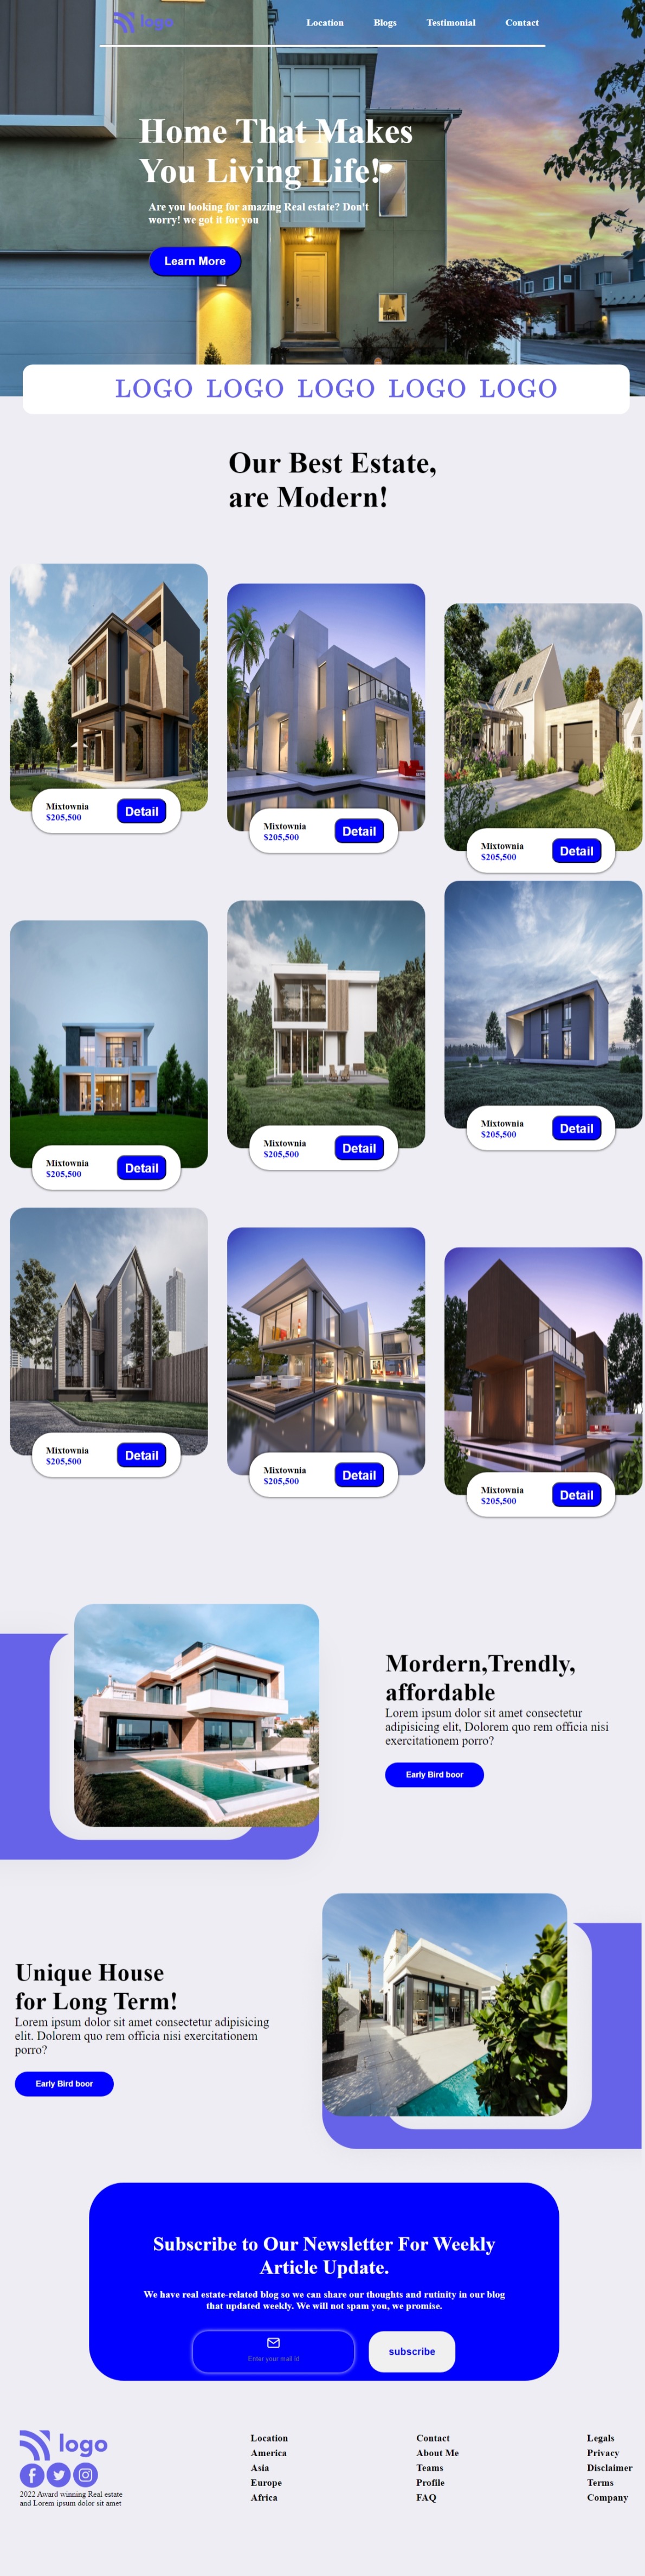 logo
Location Blogs Testimonial Contact
Home That Makes
You Living Life!
Are you looking for amazing Real estate? Don't
worry! we got it for you
Learn More
LOGO LOGO LOGO LOGO LOGO
Our Best Estate,
are Modern!
Mixtownia
$205,500
Detail
Mixtownia
$205,500
Detail
Mixtownia
$205,500
Detail
Mixtownia
$205,500
Detail
Mixtownia
$205,500
Detail
Mixtownia
$205,500
Detail
Mixtownia
$205,500
Detail
Mixtownia
$205,500
Detail
Mixtownia
$205,500
Detail
Mordern,Trendly,
affordable
Lorem ipsum dolor sit amet consectetur
adipisicing elit, Dolorem quo rem officia nisi
exercitationem porro?
Early Bird boor
Unique House
for Long Term!
Lorem ipsum dolor sit amet consectetur adipisicing
elit. Dolorem quo rem officia nisi exercitationem
porro?
Early Bird boor
Subscribe to Our Newsletter For Weekly
Article Update.
We have real estate-related blog so we can share our thoughts and rutinity in our blog
that updated weekly. We will not spam you, we promise.
Enter your mail id
subscribe
logo
2022 Award winning Real estate
and Lorem ipsum dolor sit amet
Location
America
Asia
Europe
Africa
Contact
About Me
Teams
Profile
FAQ
Legals
Privacy
Disclaimer
Terms
Company